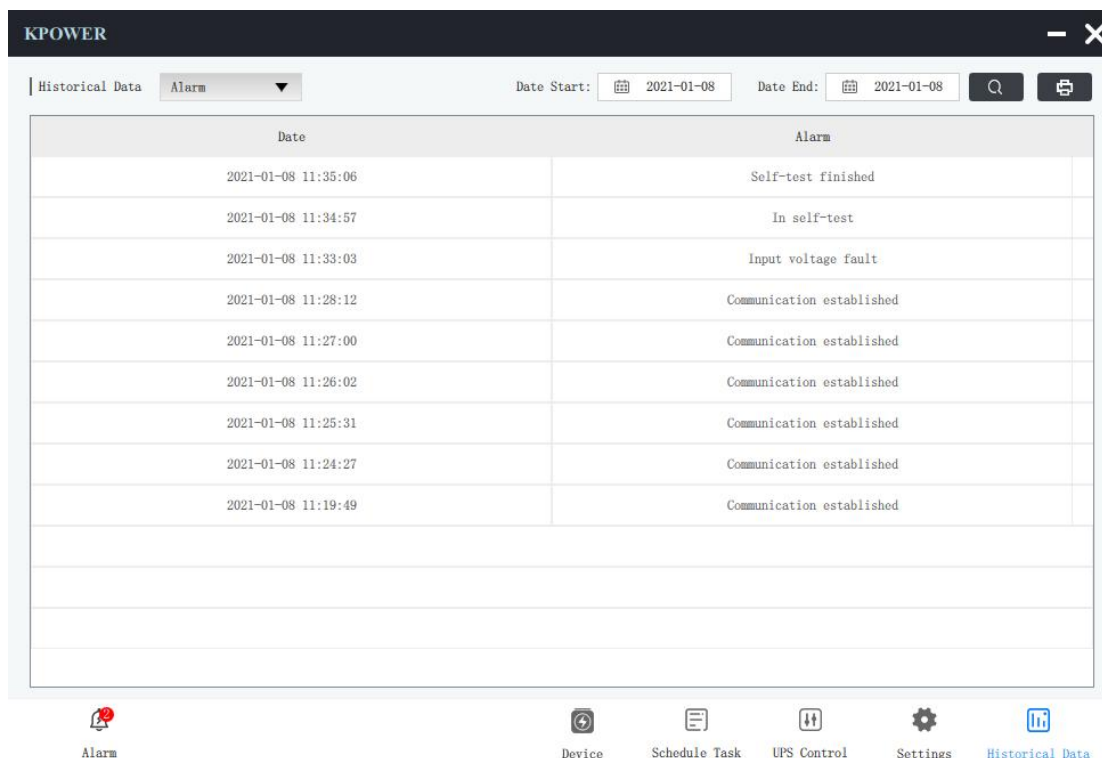 KPOWER
Historical Data Alarm Date Start: 2021-01-08 Date End: 2021-01-08
Date Alarm
2021-01-08 11:35:06 Self-test finished
2021-01-08 11:34:57 In self-test
2021-01-08 11:33:03 Input voltage fault
2021-01-08 11:28:12 Communication established
2021-01-08 11:27:00 Communication established
2021-01-08 11:26:02 Communication established
2021-01-08 11:25:31 Communication established
2021-01-08 11:24:27 Communication established
2021-01-08 11:19:49 Communication established
2
Alarm Device Schedule Task UPS Control Settings Historical Data